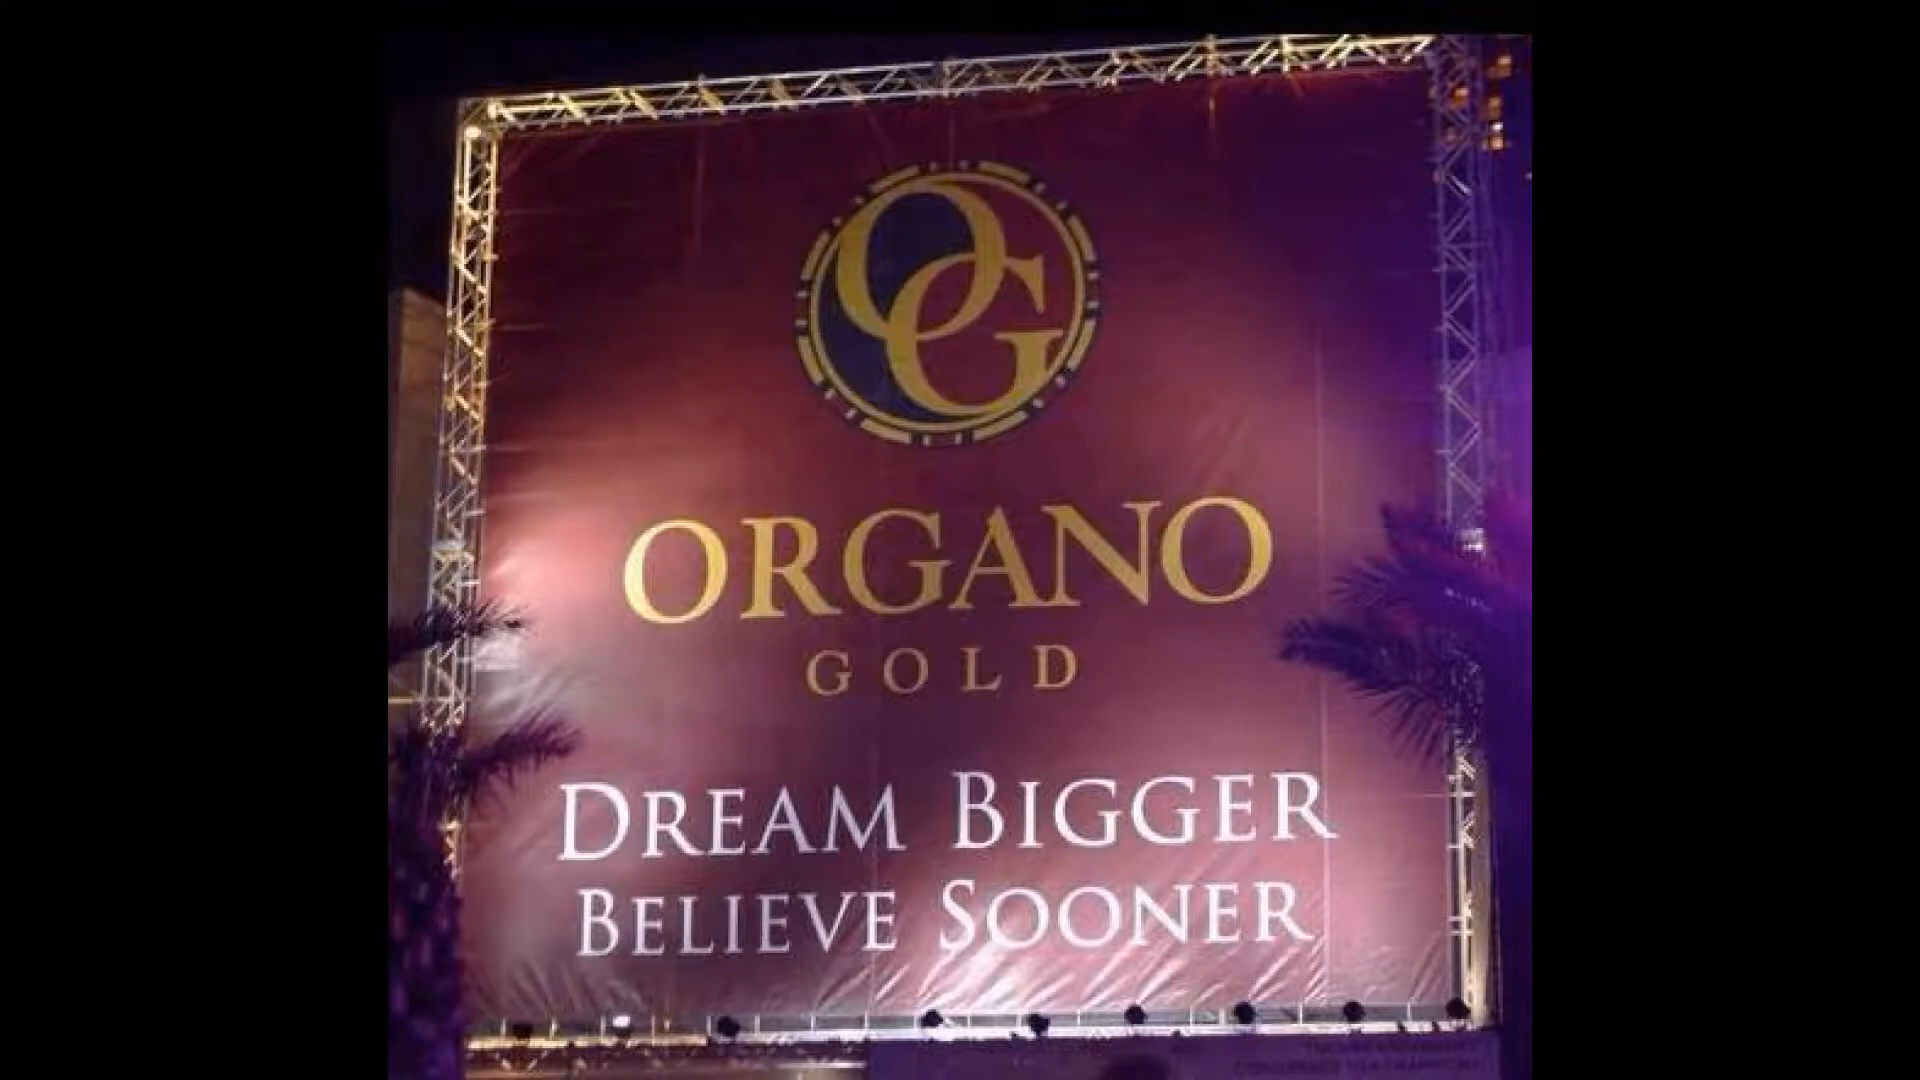 OG
ORGANO
GOLD
DREAM BIGGER
BELIEVE SOONER